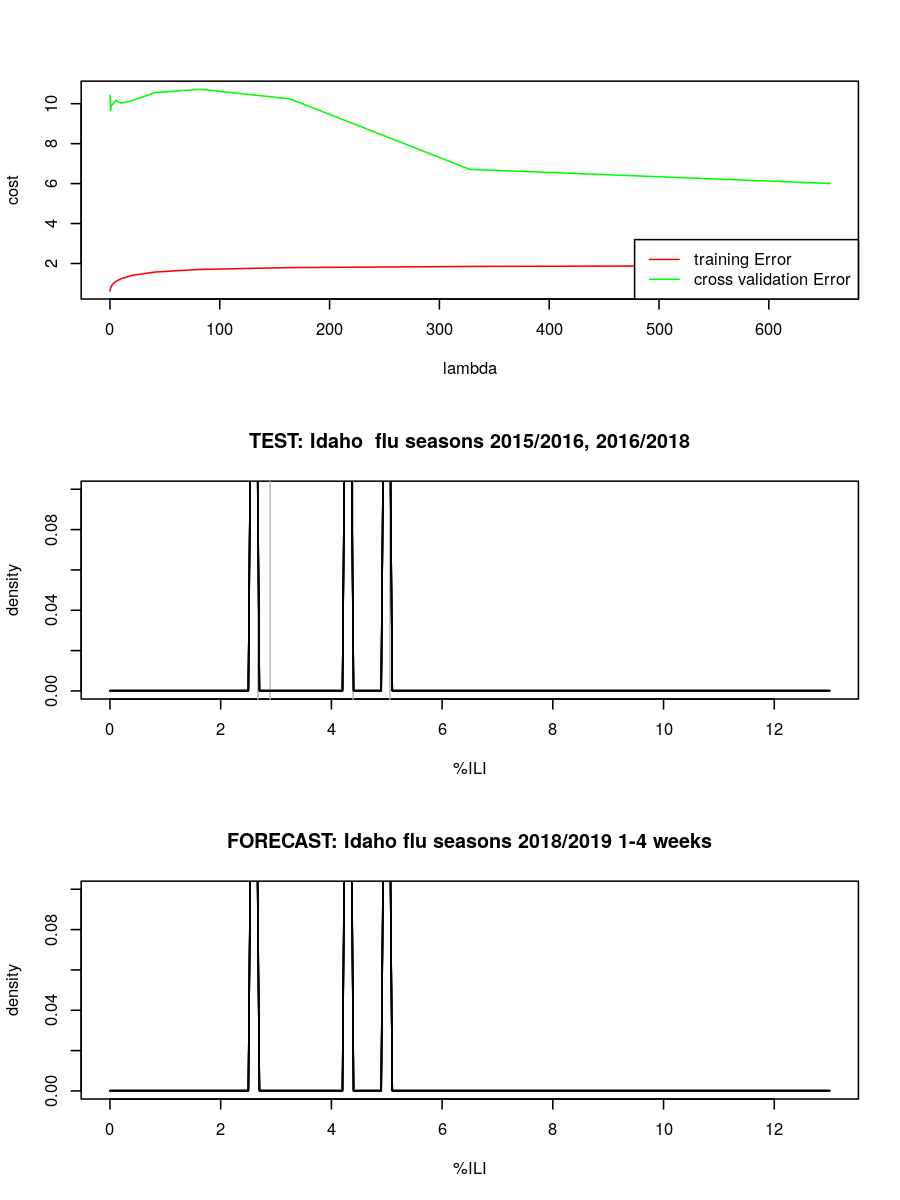 10
8
6
4
2
cost
training Error
cross validation Error
0 100 200 300 400 500 600
lambda
TEST: Idaho  flu seasons 2015/2016, 2016/2018
0.08
0.04
0.00
density
0 2 4 6 8 10 12
%ILI
FORECAST: Idaho flu seasons 2018/2019 1-4 weeks
0.08
0.04
0.00
density
0 2 4 6 8 10 12
%ILI